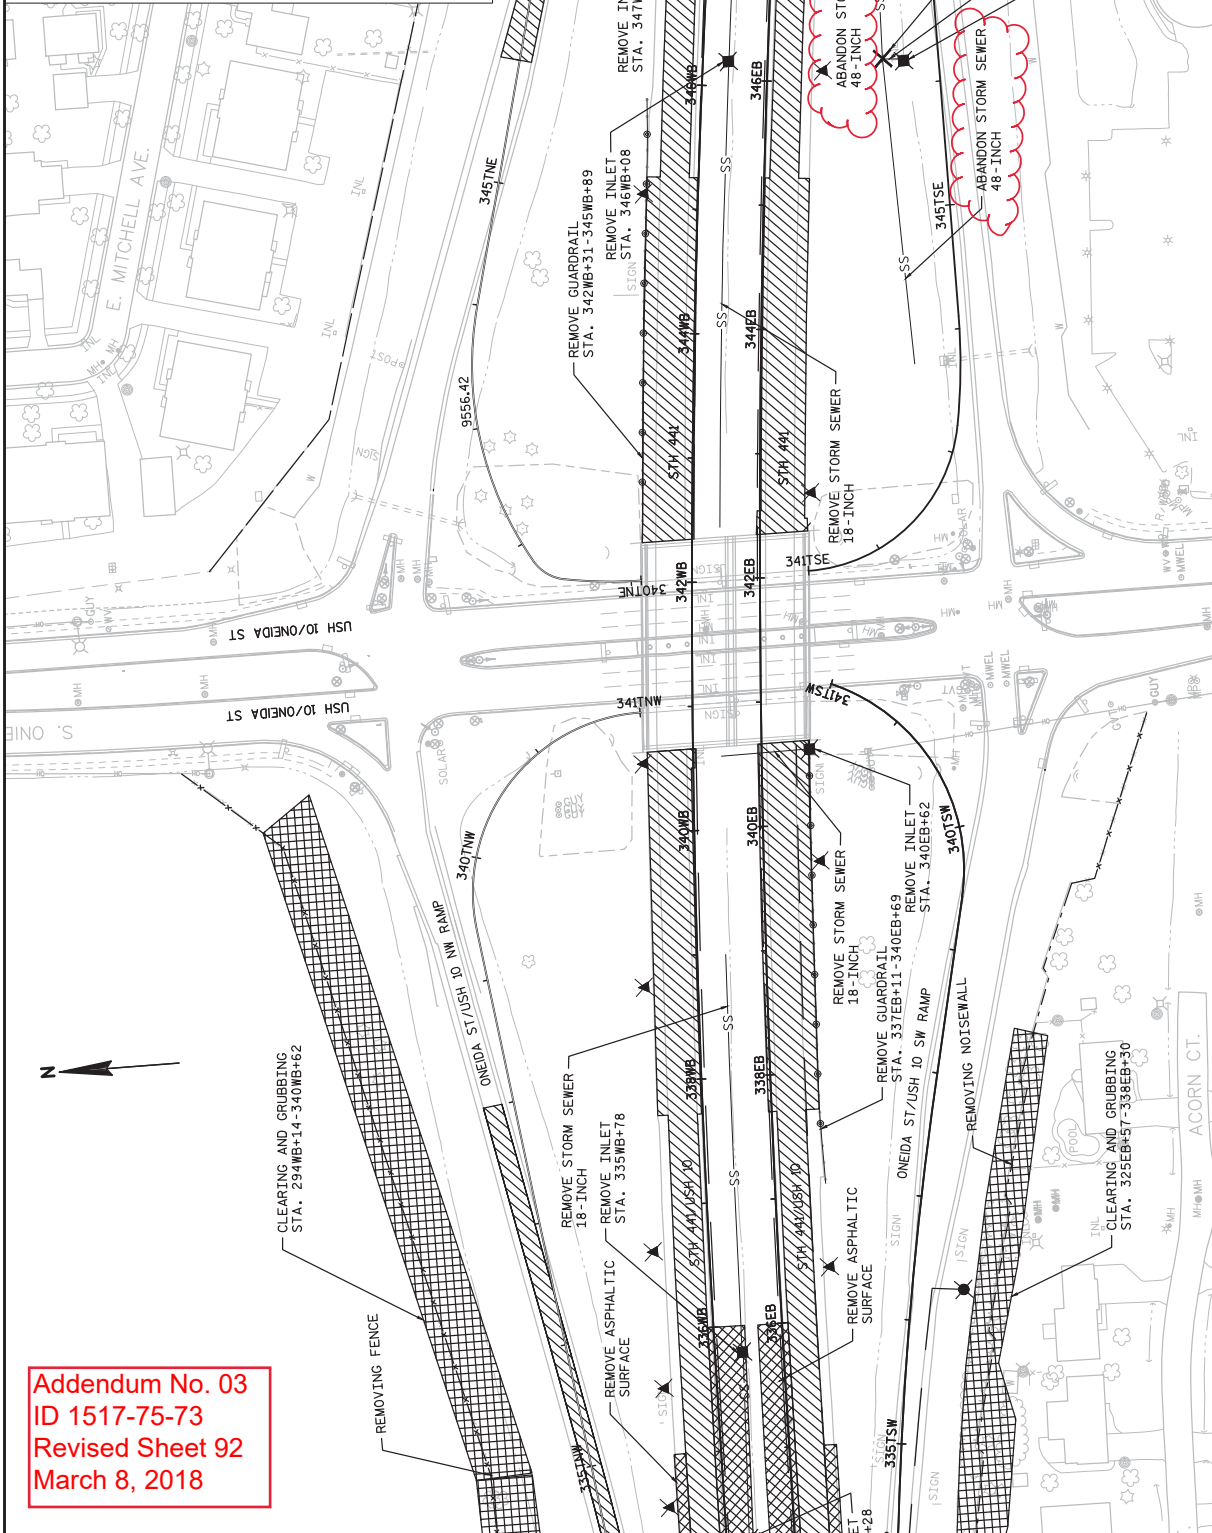 REMOVE GUARDRAIL
STA. 342WB+31-345WB+89
REMOVE INLET
STA. 346WB+08
ABANDON STORM SEWER
48-INCH
48-INCH
E. MITCHELL AVE.
345TNE
9556.42
346WB
346EB
344WB
344EB
345TSE
STH 441
STH 441
REMOVE STORM SEWER
18-INCH
342WB
342EB
340TNE
341TSE
USH 10/ONEIDA ST
USH 10/ONEIDA ST
341TNW
341TSW
340TNW
340WB
340EB
340TSW
REMOVE INLET
STA. 340EB+62
REMOVE STORM SEWER
18-INCH
REMOVE GUARDRAIL
STA. 337EB+11-340EB+69
ONEIDA ST/USH 10 NW RAMP
ONEIDA ST/USH 10 SW RAMP
REMOVING NOISEWALL
N
CLEARING AND GRUBBING
STA. 294WB+14-340WB+62
REMOVE STORM SEWER
18-INCH
REMOVE INLET
STA. 335WB+78
338WB
338EB
CLEARING AND GRUBBING
STA. 325EB+57-338EB+30
ACORN CT.
POOL
STH 441/USH 10
STH 441/USH 10
REMOVE ASPHALTIC
SURFACE
REMOVE ASPHALTIC
SURFACE
336WB
336EB
REMOVING FENCE
335TNW
335TSW
Addendum No. 03
ID 1517-75-73
Revised Sheet 92
March 8, 2018